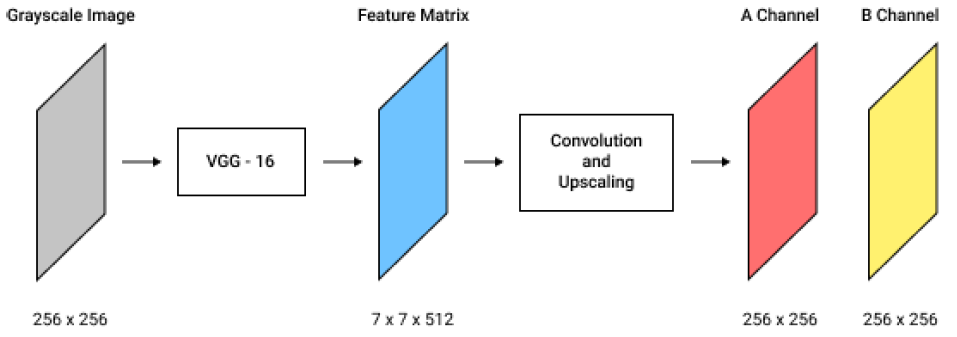 Grayscale Image
Feature Matrix
A Channel
B Channel
VGG - 16
Convolution
and
Upscaling
256 x 256
7 x 7 x 512
256 x 256
256 x 256